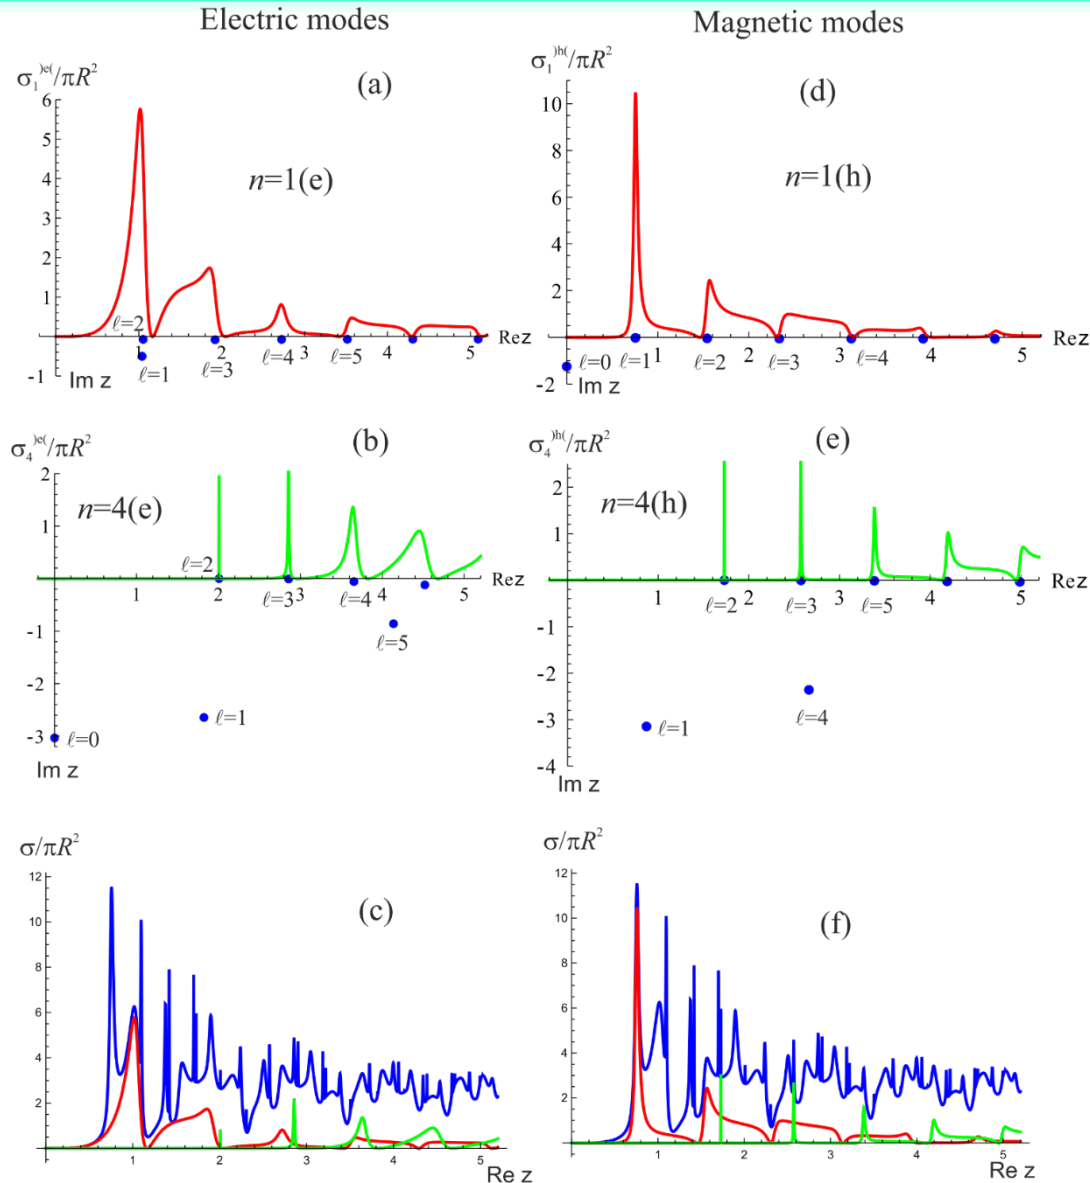 Electric modes
Magnetic modes
σ₁⁾ᵉ⁽/πR²
(a)
n=1(e)
6
5
4
3
2
1
-1
ℓ=2
1
2
3
4
5
Re z
ℓ=1
ℓ=3
ℓ=4
ℓ=5
Im z
σ₁⁾ʰ⁽/πR²
(d)
n=1(h)
10
8
6
4
2
-2
1
2
3
4
5
Re z
ℓ=0
ℓ=1
ℓ=2
ℓ=3
ℓ=4
Im z
σ₄⁾ᵉ⁽/πR²
(b)
n=4(e)
2
1
-1
-2
-3
ℓ=2
1
2
3
4
5
Re z
ℓ=3
ℓ=4
ℓ=5
ℓ=1
ℓ=0
Im z
σ₄⁾ʰ⁽/πR²
(e)
n=4(h)
2
1
-1
-2
-3
-4
1
2
3
4
5
Re z
ℓ=2
ℓ=3
ℓ=5
ℓ=4
ℓ=1
Im z
σ/πR²
(c)
12
10
8
6
4
2
1
2
3
4
5
Re z
σ/πR²
(f)
12
10
8
6
4
2
1
2
3
4
5
Re z